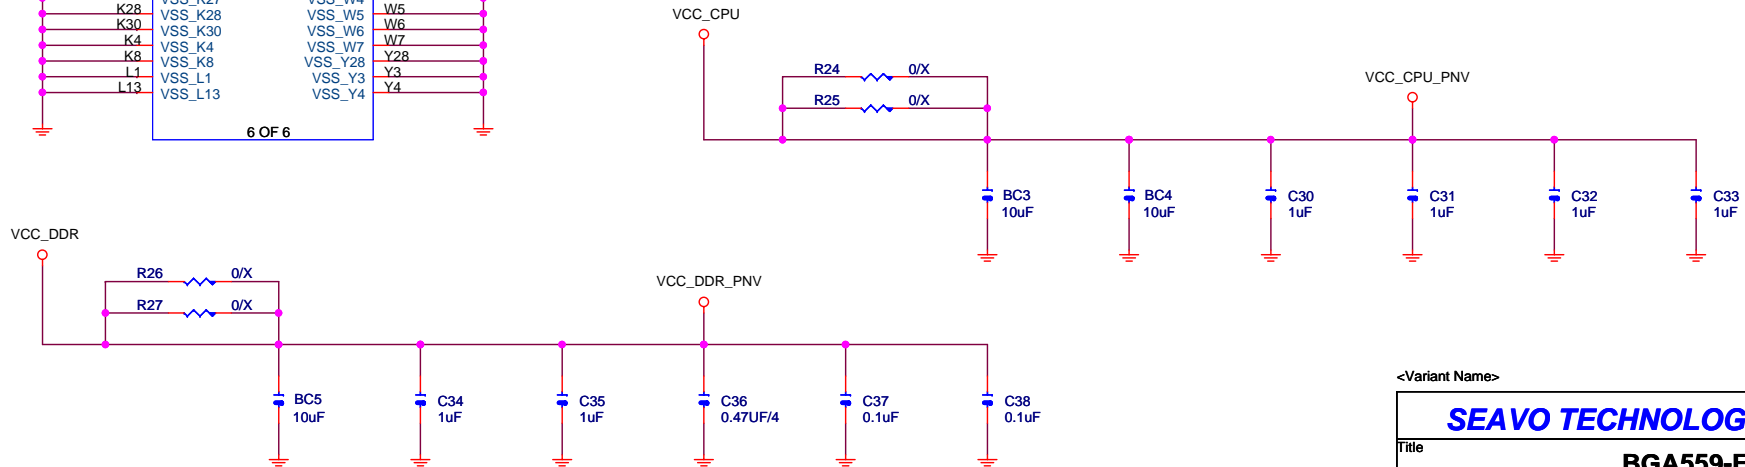 VSS_K27
VSS_W4
K28
VSS_K28
VSS_W5
W5
K30
VSS_K30
VSS_W6
W6
K4
VSS_K4
VSS_W7
W7
K8
VSS_K8
VSS_Y28
Y28
L1
VSS_L1
VSS_Y3
Y3
L13
VSS_L13
VSS_Y4
Y4
6 OF 6
VCC_CPU
R24
0/X
R25
0/X
VCC_CPU_PNV
BC3
10uF
BC4
10uF
C30
1uF
C31
1uF
C32
1uF
C33
1uF
VCC_DDR
R26
0/X
R27
0/X
VCC_DDR_PNV
BC5
10uF
C34
1uF
C35
1uF
C36
0.47UF/4
C37
0.1uF
C38
0.1uF
<Variant Name>
SEAVO TECHNOLOG
Title